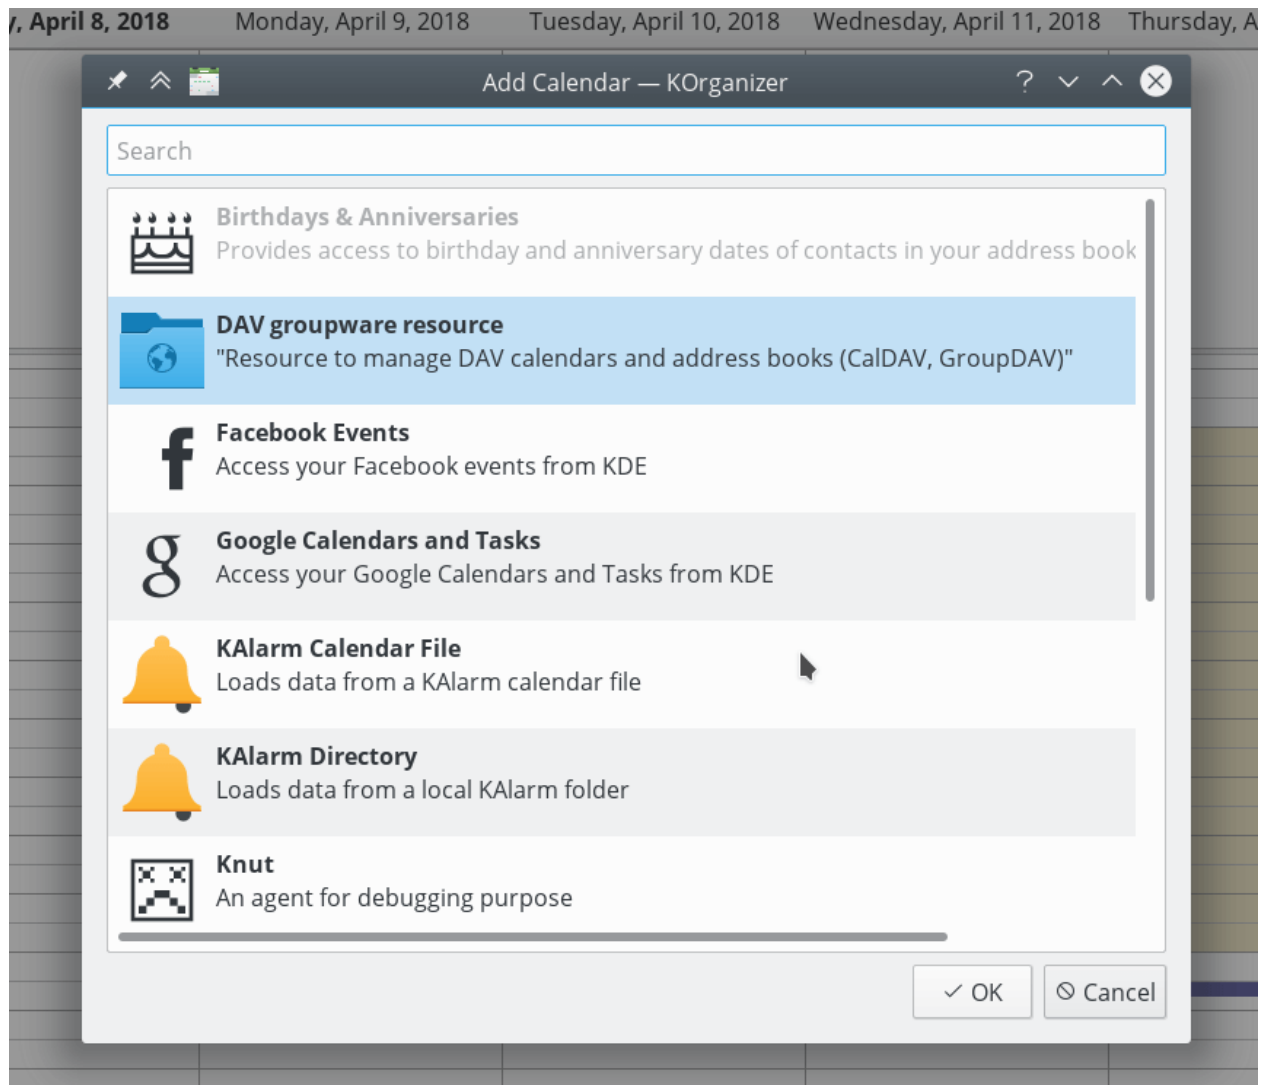 , April 8, 2018 Monday, April 9, 2018 Tuesday, April 10, 2018 Wednesday, April 11, 2018 Thursday, A
Add Calendar — KOrganizer
Search
Birthdays & Anniversaries
Provides access to birthday and anniversary dates of contacts in your address book
DAV groupware resource
"Resource to manage DAV calendars and address books (CalDAV, GroupDAV)"
Facebook Events
Access your Facebook events from KDE
Google Calendars and Tasks
Access your Google Calendars and Tasks from KDE
KAlarm Calendar File
Loads data from a KAlarm calendar file
KAlarm Directory
Loads data from a local KAlarm folder
Knut
An agent for debugging purpose
OK Cancel